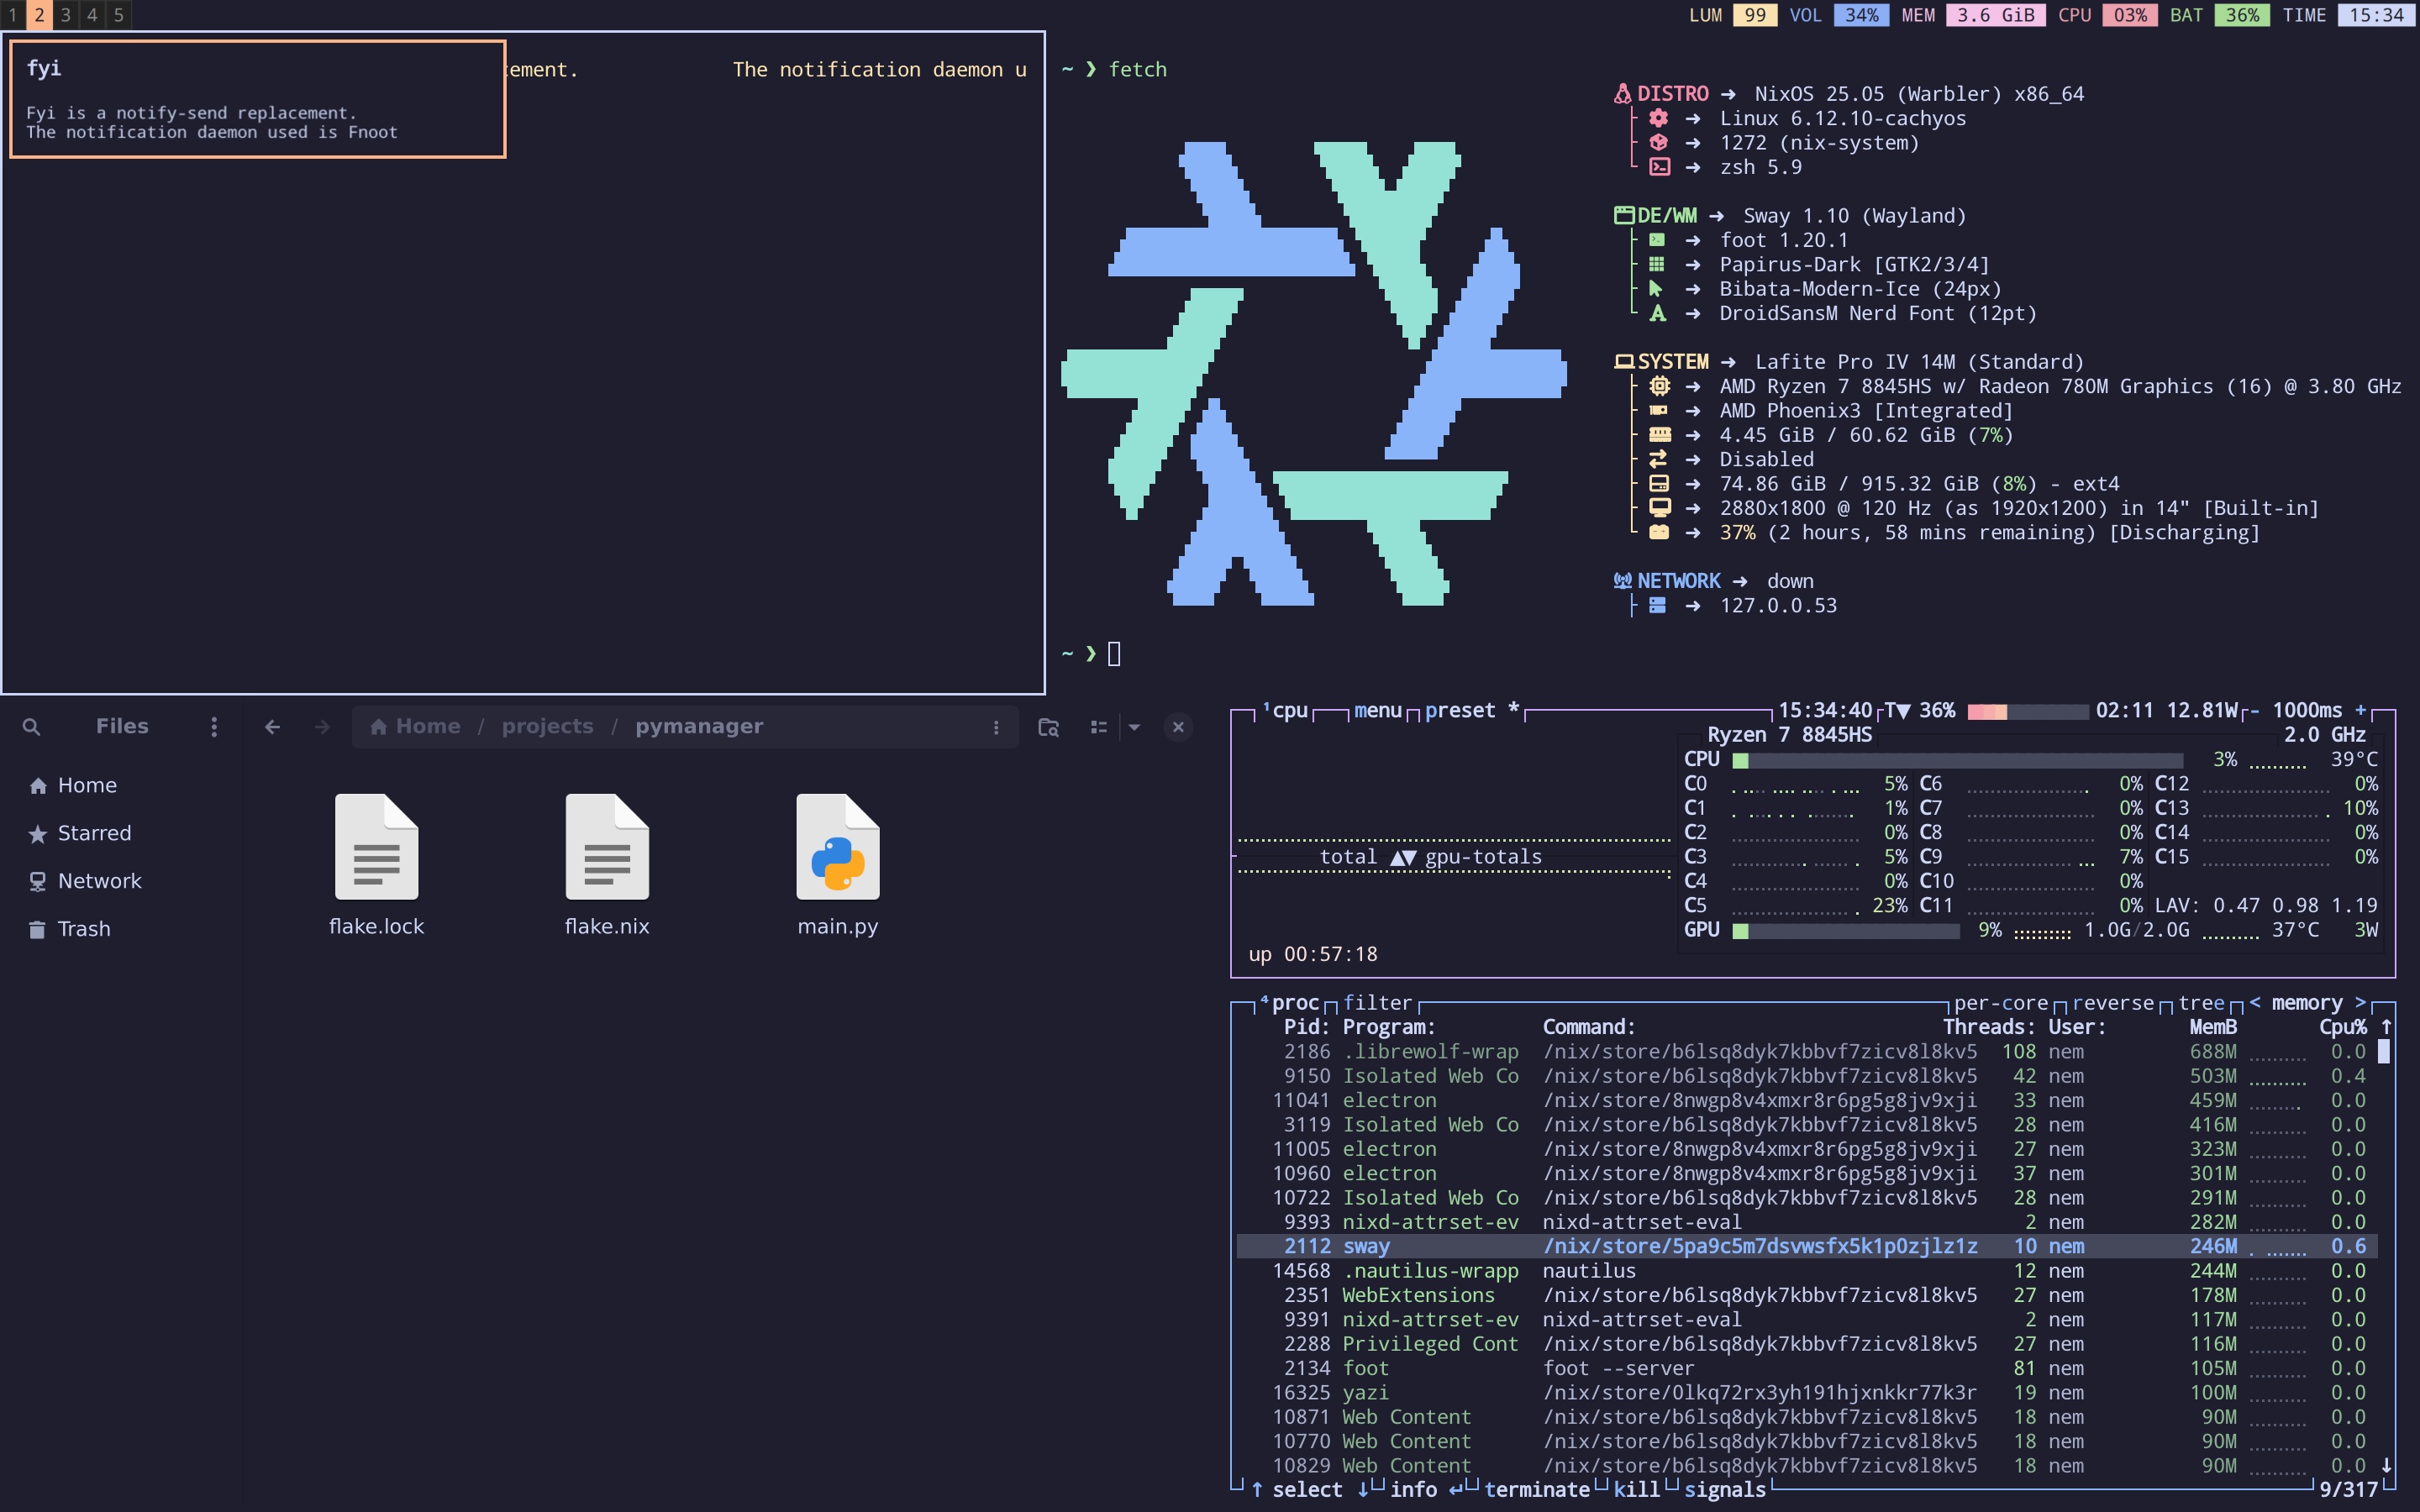 1 2 3 4 5
LUM 99 VOL 34% MEM 3.6 GiB CPU 03% BAT 36% TIME 15:34
fyi
Fyi is a notify-send replacement.
The notification daemon used is Fnoot
ement. The notification daemon u
~ ❯ fetch
DISTRO ➜ NixOS 25.05 (Warbler) x86_64
➜ Linux 6.12.10-cachyos
➜ 1272 (nix-system)
➜ zsh 5.9
DE/WM ➜ Sway 1.10 (Wayland)
➜ foot 1.20.1
➜ Papirus-Dark [GTK2/3/4]
➜ Bibata-Modern-Ice (24px)
➜ DroidSansM Nerd Font (12pt)
SYSTEM ➜ Lafite Pro IV 14M (Standard)
➜ AMD Ryzen 7 8845HS w/ Radeon 780M Graphics (16) @ 3.80 GHz
➜ AMD Phoenix3 [Integrated]
➜ 4.45 GiB / 60.62 GiB (7%)
➜ Disabled
➜ 74.86 GiB / 915.32 GiB (8%) - ext4
➜ 2880x1800 @ 120 Hz (as 1920x1200) in 14" [Built-in]
➜ 37% (2 hours, 58 mins remaining) [Discharging]
NETWORK ➜ down
➜ 127.0.0.53
~ ❯
Files
Home / projects / pymanager
Home
Starred
Network
Trash
flake.lock
flake.nix
main.py
¹cpu menu preset * 15:34:40 T▼ 36% 02:11 12.81W - 1000ms +
Ryzen 7 8845HS 2.0 GHz
CPU 3% 39°C
C0 5% C6 0% C12 0%
C1 1% C7 0% C13 10%
C2 0% C8 0% C14 0%
C3 5% C9 7% C15 0%
C4 0% C10 0%
C5 23% C11 0% LAV: 0.47 0.98 1.19
GPU 9% 1.0G/2.0G 37°C 3W
total ▲▼ gpu-totals
up 00:57:18
⁴proc filter per-core reverse tree < memory >
Pid: Program: Command: Threads: User: MemB Cpu% ↑
2186 .librewolf-wrap /nix/store/b6lsq8dyk7kbbvf7zicv8l8kv5 108 nem 688M 0.0
9150 Isolated Web Co /nix/store/b6lsq8dyk7kbbvf7zicv8l8kv5 42 nem 503M 0.4
11041 electron /nix/store/8nwgp8v4xmxr8r6pg5g8jv9xji 33 nem 459M 0.0
3119 Isolated Web Co /nix/store/b6lsq8dyk7kbbvf7zicv8l8kv5 28 nem 416M 0.0
11005 electron /nix/store/8nwgp8v4xmxr8r6pg5g8jv9xji 27 nem 323M 0.0
10960 electron /nix/store/8nwgp8v4xmxr8r6pg5g8jv9xji 37 nem 301M 0.0
10722 Isolated Web Co /nix/store/b6lsq8dyk7kbbvf7zicv8l8kv5 28 nem 291M 0.0
9393 nixd-attrset-ev nixd-attrset-eval 2 nem 282M 0.0
2112 sway /nix/store/5pa9c5m7dsvwsfx5k1p0zjlz1z 10 nem 246M 0.6
14568 .nautilus-wrapp nautilus 12 nem 244M 0.0
2351 WebExtensions /nix/store/b6lsq8dyk7kbbvf7zicv8l8kv5 27 nem 178M 0.0
9391 nixd-attrset-ev nixd-attrset-eval 2 nem 117M 0.0
2288 Privileged Cont /nix/store/b6lsq8dyk7kbbvf7zicv8l8kv5 27 nem 116M 0.0
2134 foot foot --server 81 nem 105M 0.0
16325 yazi /nix/store/0lkq72rx3yh191hjxnkkr77k3r 19 nem 100M 0.0
10871 Web Content /nix/store/b6lsq8dyk7kbbvf7zicv8l8kv5 18 nem 90M 0.0
10770 Web Content /nix/store/b6lsq8dyk7kbbvf7zicv8l8kv5 18 nem 90M 0.0
10829 Web Content /nix/store/b6lsq8dyk7kbbvf7zicv8l8kv5 18 nem 90M 0.0 ↓
↑ select ↓ info ↵ terminate kill signals 9/317